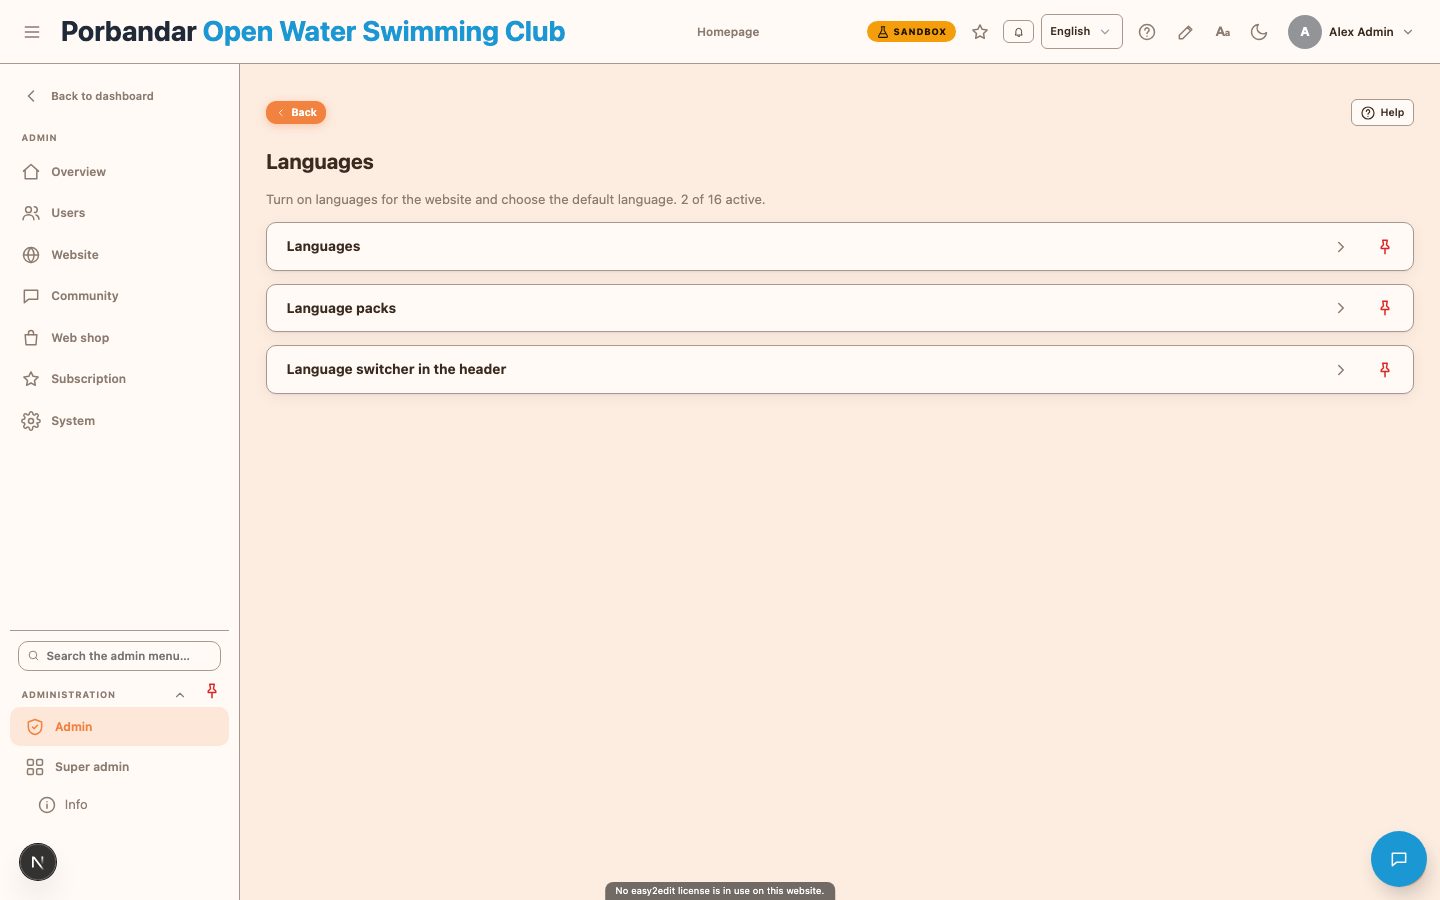 Porbandar Open Water Swimming Club
Homepage
SANDBOX
English
Aa
A
Alex Admin
Back to dashboard
ADMIN
Overview
Users
Website
Community
Web shop
Subscription
System
Search the admin menu...
ADMINISTRATION
Admin
Super admin
Info
N
Back
Help
Languages
Turn on languages for the website and choose the default language. 2 of 16 active.
Languages
Language packs
Language switcher in the header
No easy2edit license is in use on this website.